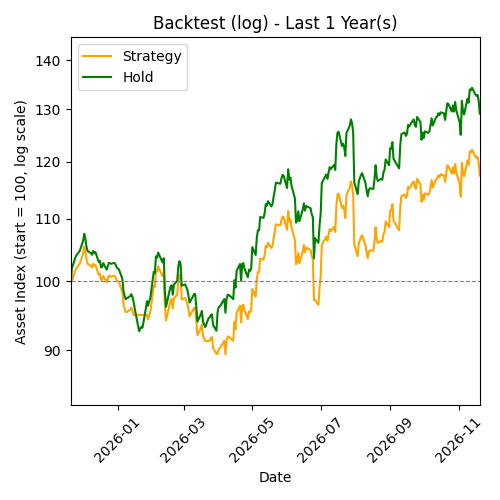 Backtest (log) - Last 1 Year(s)
Strategy
Hold
Asset Index (start = 100, log scale)
140
130
120
110
100
90
2026-01
2026-03
2026-05
2026-07
2026-09
2026-11
Date